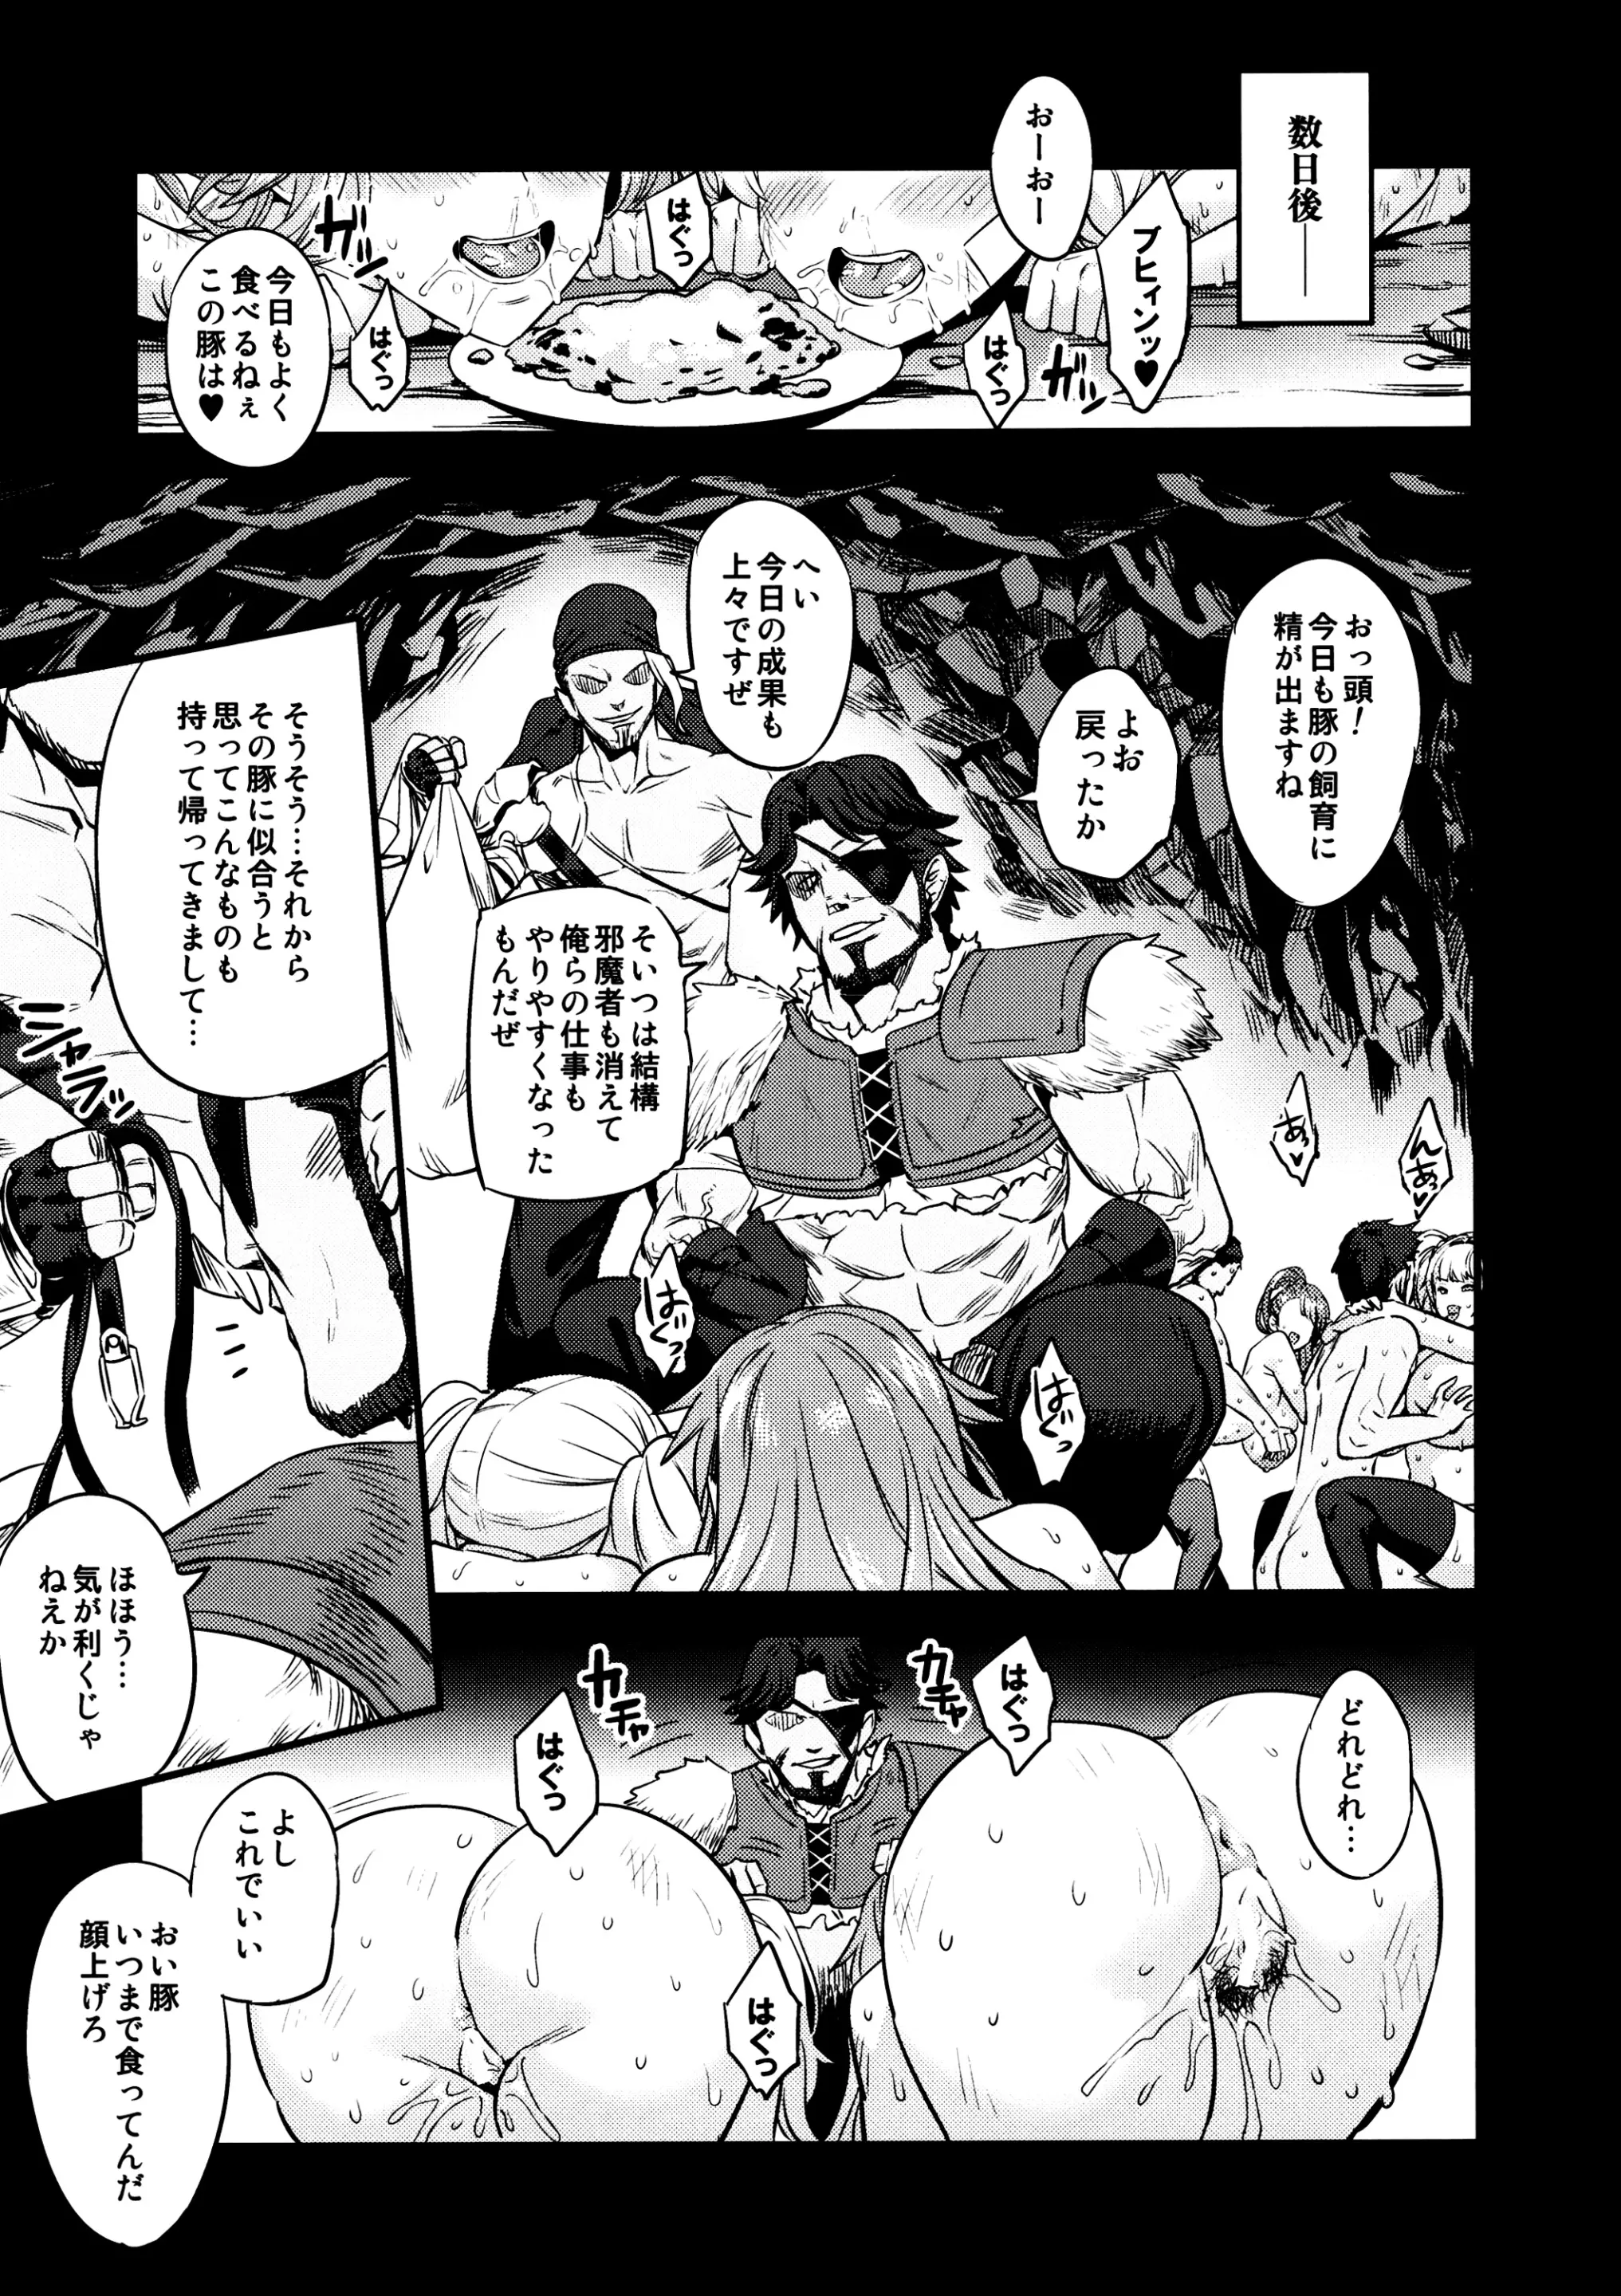 数日後――
おーおー
ブヒィンッ♥
はぐっ
ガッ
はぐっ
ガッ
はぐっ
今日もよく
食べるねぇ
この豚は♥
おっ頭！
今日も豚の飼育に
精が出ますね
よお
戻ったか
へい
今日の成果も
上々ですぜ
そいつは結構
邪魔者も消えて
俺らの仕事も
やりやすくなった
もんだぜ
んあっ♥
あっ♥
はぐっ
はぐっ
そうそう…それから
その豚に似合うと
思ってこんなものも
持って帰ってきまして…
ジャラッ
ほほう…
気が利くじゃ
ねえか
どれどれ…
はぐっ
カチャ
カチャ
はぐっ
はぐっ
よし
これでいい
おい豚
いつまで食ってんだ
顔上げろ